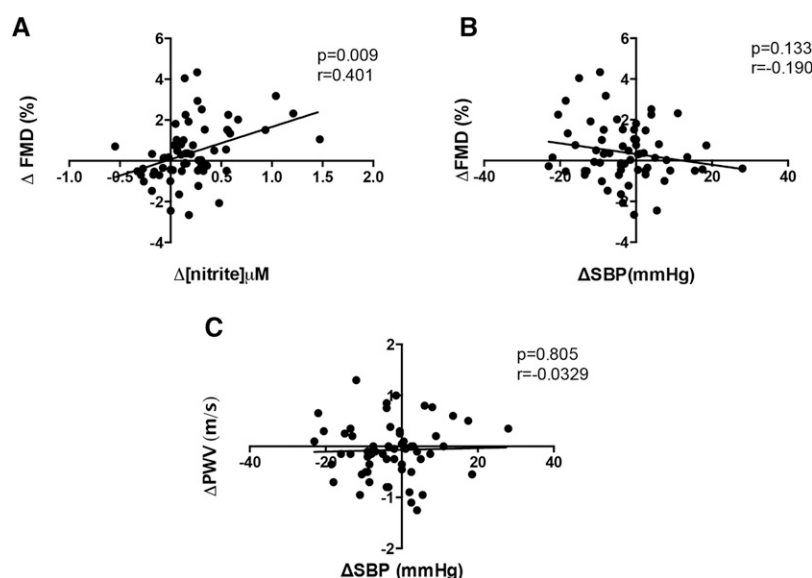 A
6
p=0.009
r=0.401
4
2
Δ FMD (%)
-1.0
-0.5
0.5
1.0
1.5
2.0
-2
-4
Δ[nitrite]μM
B
6
p=0.133
r=-0.190
4
2
ΔFMD (%)
-40
-20
20
40
-2
-4
ΔSBP(mmHg)
C
2
p=0.805
r=-0.0329
1
ΔPWV (m/s)
-40
-20
20
40
-1
-2
ΔSBP (mmHg)